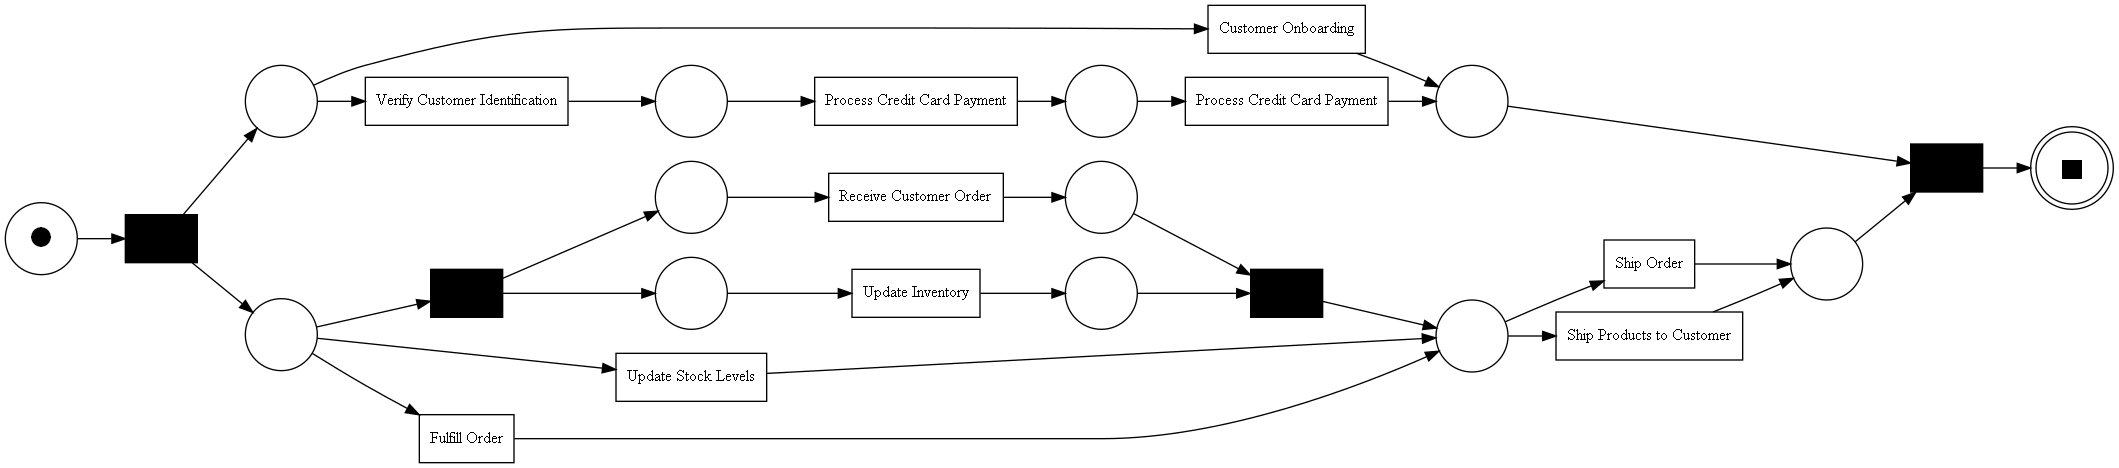 Customer Onboarding
Verify Customer Identification
Process Credit Card Payment
Process Credit Card Payment
Receive Customer Order
Update Inventory
Ship Order
Ship Products to Customer
Update Stock Levels
Fulfill Order